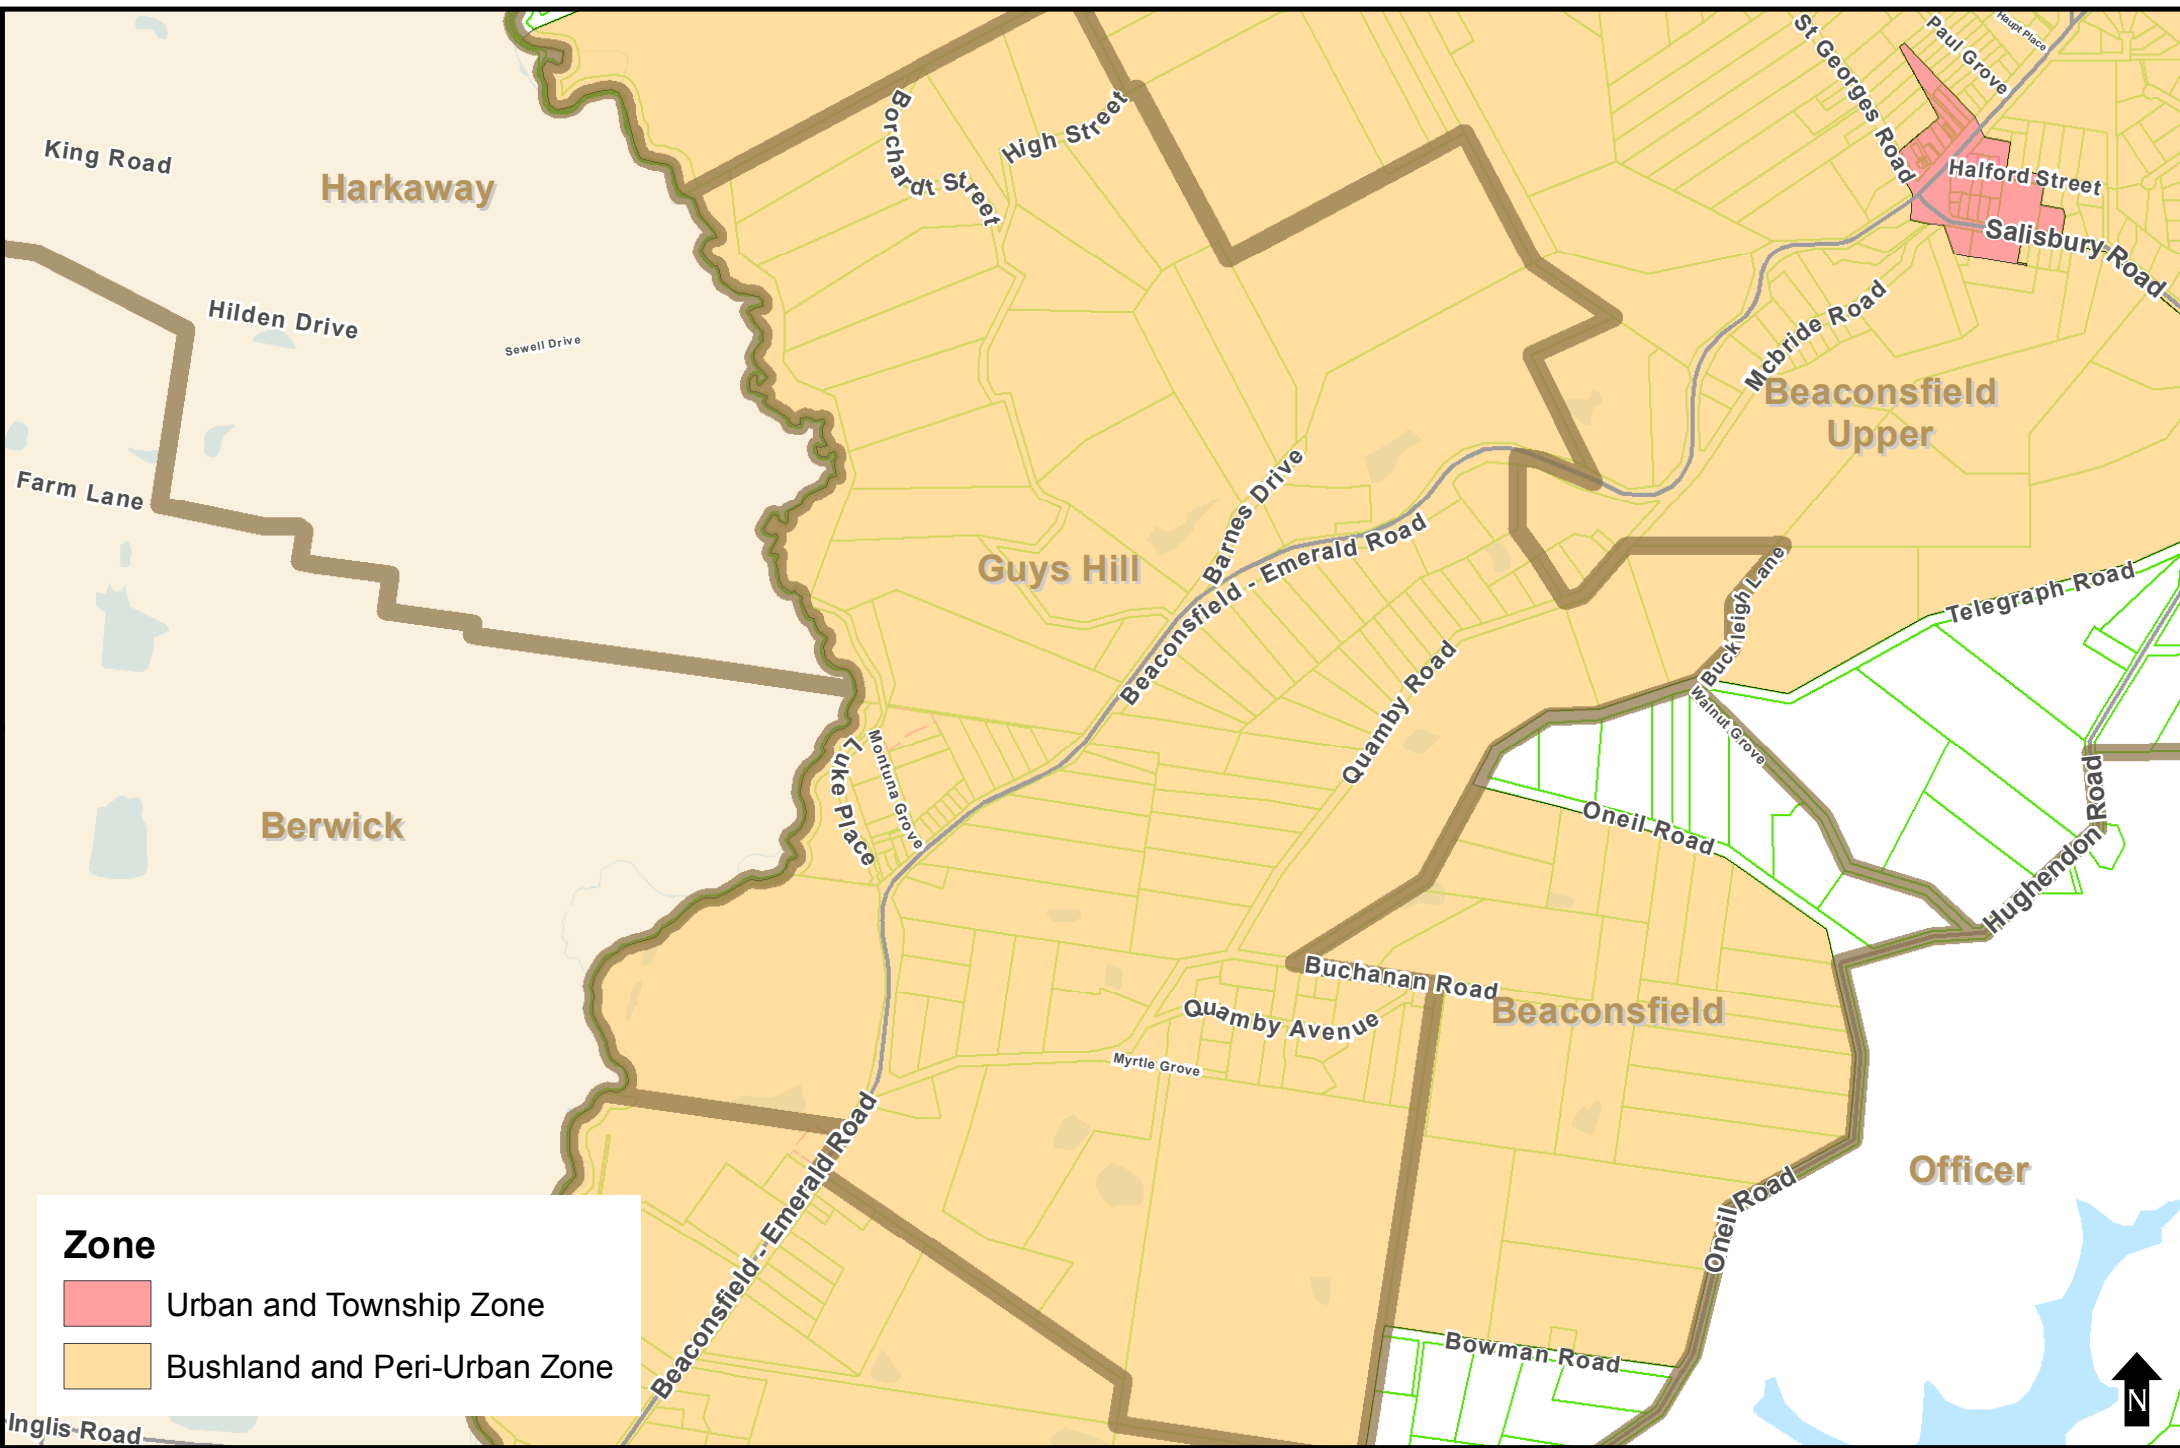 St Georges Road
Paul Grove
Haupt Place
King Road
Harkaway
Borchardt Street
High Street
Halford Street
Salisbury Road
Hilden Drive
Sewell Drive
Mcbride Road
Beaconsfield
Upper
Farm Lane
Barnes Drive
Guys Hill
Beaconsfield - Emerald Road
Buckleigh Lane
Telegraph Road
Quamby Road
Walnut Grove
Luke Place
Montuna Grove
Berwick
Oneil Road
Hughendon Road
Buchanan Road
Quamby Avenue
Beaconsfield
Myrtle Grove
Beaconsfield - Emerald Road
Officer
Oneil Road
Zone
Urban and Township Zone
Bushland and Peri-Urban Zone
Bowman Road
Inglis Road
N